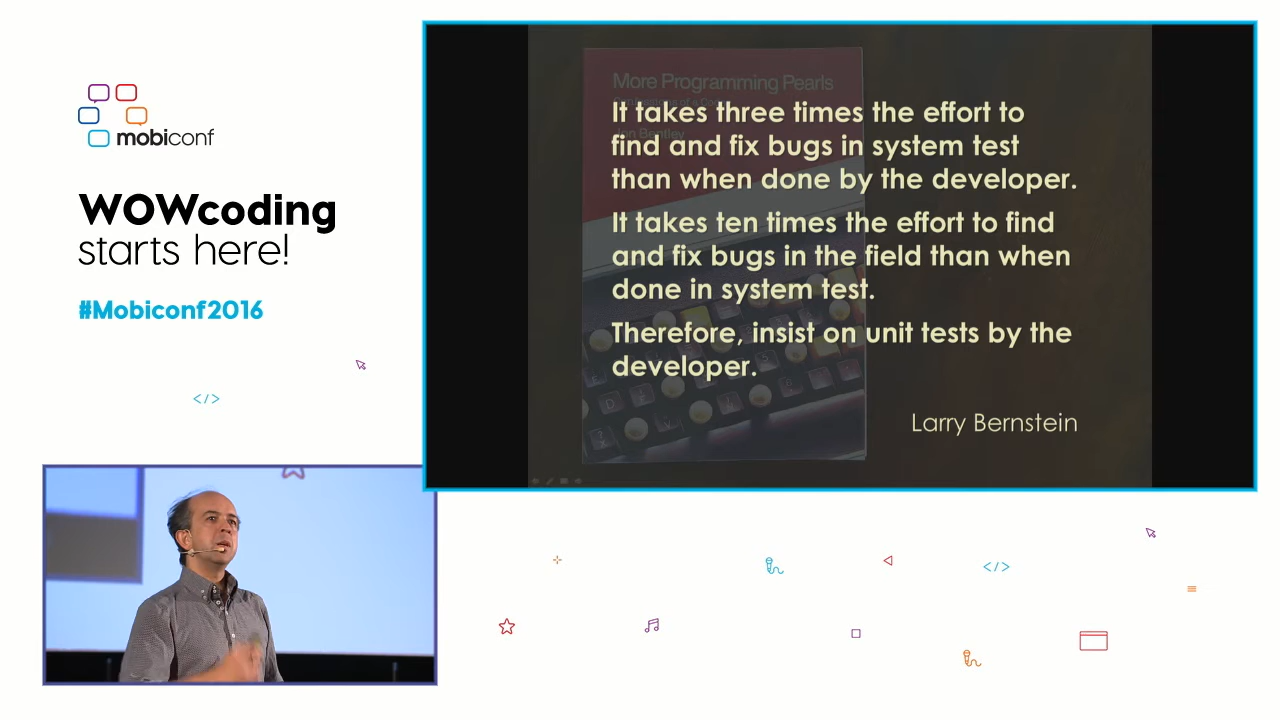 mobiconf
WOWcoding
starts here!
#Mobiconf2016
</>
More Programming Pearls
Jon Bentley
It takes three times the effort to
find and fix bugs in system test
than when done by the developer.
It takes ten times the effort to find
and fix bugs in the field than when
done in system test.
Therefore, insist on unit tests by the
developer.
Larry Bernstein
</>